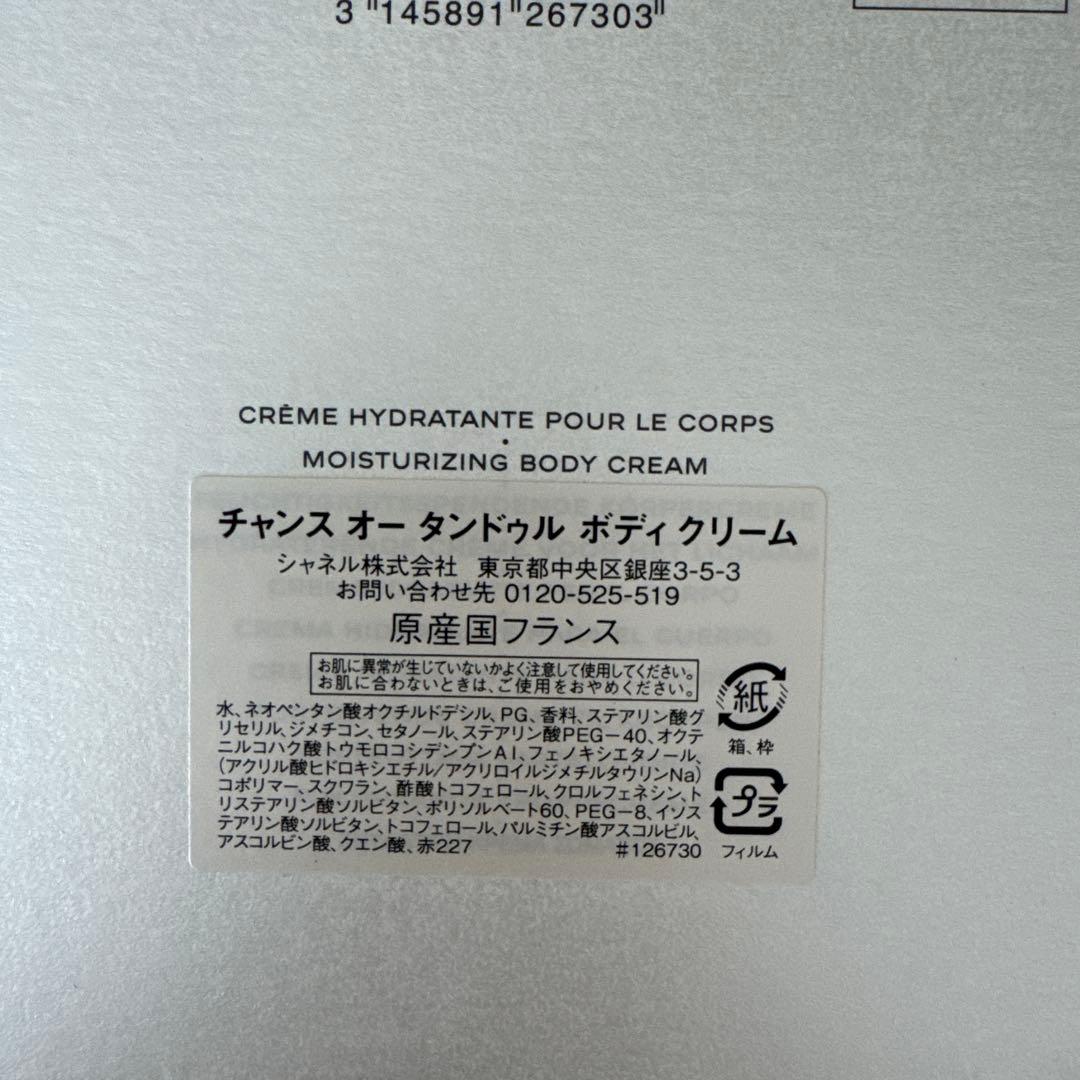 3 "145891"267303"
CRÈME HYDRATANTE POUR LE CORPS
•
MOISTURIZING BODY CREAM
チャンス オー タンドゥル ボディ クリーム
シャネル株式会社 東京都中央区銀座3-5-3
お問い合わせ先 0120-525-519
原産国フランス
お肌に異常が生じていないかよく注意して使用してください。
お肌に合わないときは、ご使用をおやめください。
水、ネオペンタン酸オクチルドデシル、PG、香料、ステアリン酸グ
リセリル、ジメチコン、セタノール、ステアリン酸PEG-40、オクテ
ニルコハク酸トウモロコシデンプンAl、フェノキシエタノール、
(アクリル酸ヒドロキシエチル/アクリロイルジメチルタウリンNa)
コポリマー、スクワラン、酢酸トコフェロール、クロルフェネシン、ト
リステアリン酸ソルビタン、ポリソルベート60、PEG-8、イソス
テアリン酸ソルビタン、トコフェロール、パルミチン酸アスコルビル、
アスコルビン酸、クエン酸、赤227 #126730
紙
箱、枠
プラ
フィルム